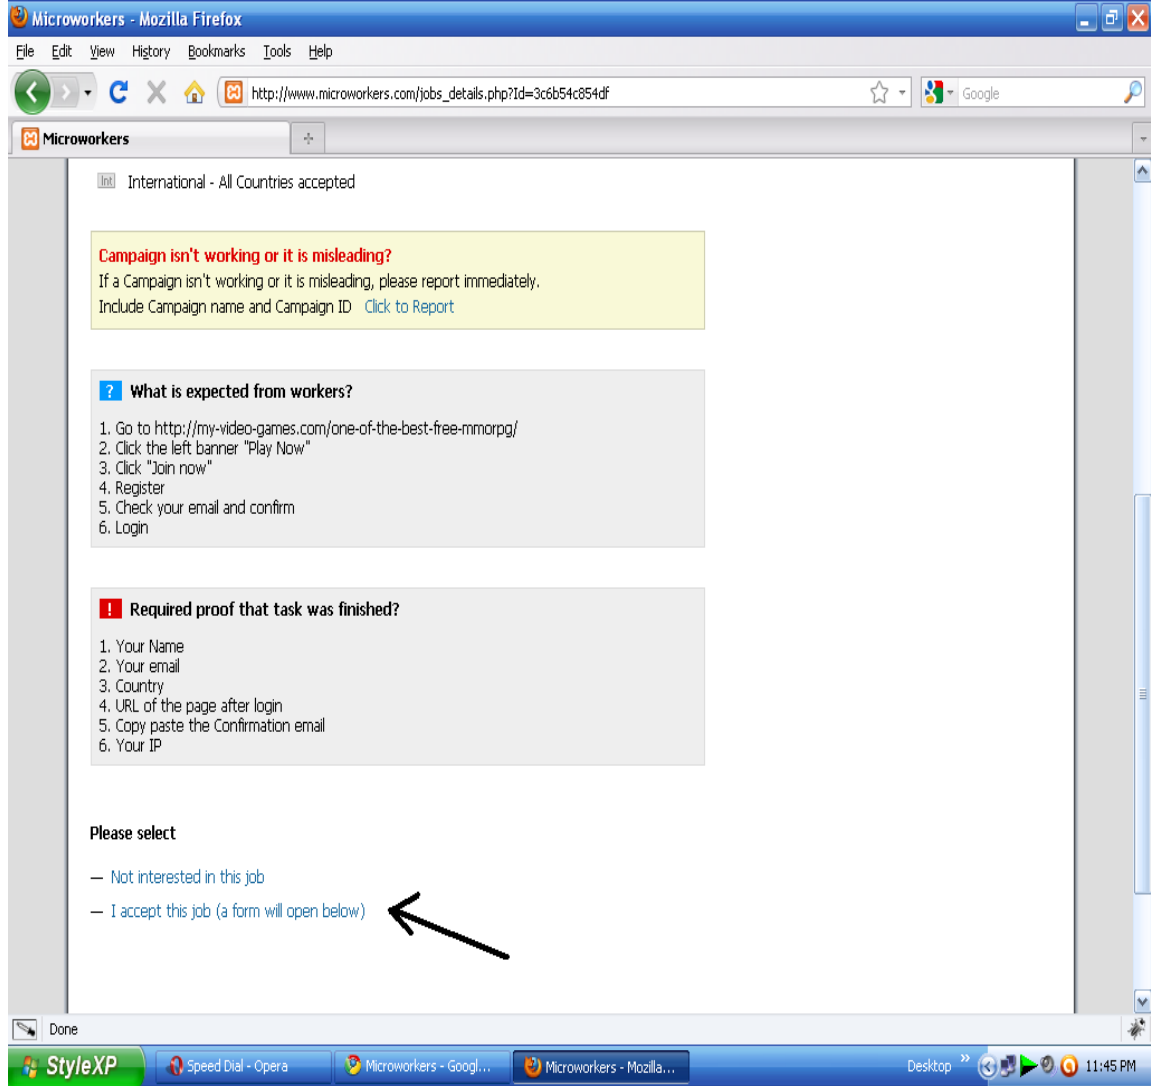 Microworkers - Mozilla Firefox
File Edit View History Bookmarks Tools Help
http://www.microworkers.com/jobs_details.php?Id=3c6b54c854df
Google
Microworkers
Int International - All Countries accepted
Campaign isn't working or it is misleading?
If a Campaign isn't working or it is misleading, please report immediately.
Include Campaign name and Campaign ID Click to Report
? What is expected from workers?
1. Go to http://my-video-games.com/one-of-the-best-free-mmorpg/
2. Click the left banner "Play Now"
3. Click "Join now"
4. Register
5. Check your email and confirm
6. Login
! Required proof that task was finished?
1. Your Name
2. Your email
3. Country
4. URL of the page after login
5. Copy paste the Confirmation email
6. Your IP
Please select
— Not interested in this job
— I accept this job (a form will open below)
Done
StyleXP Speed Dial - Opera Microworkers - Googl... Microworkers - Mozilla... Desktop » 11:45 PM